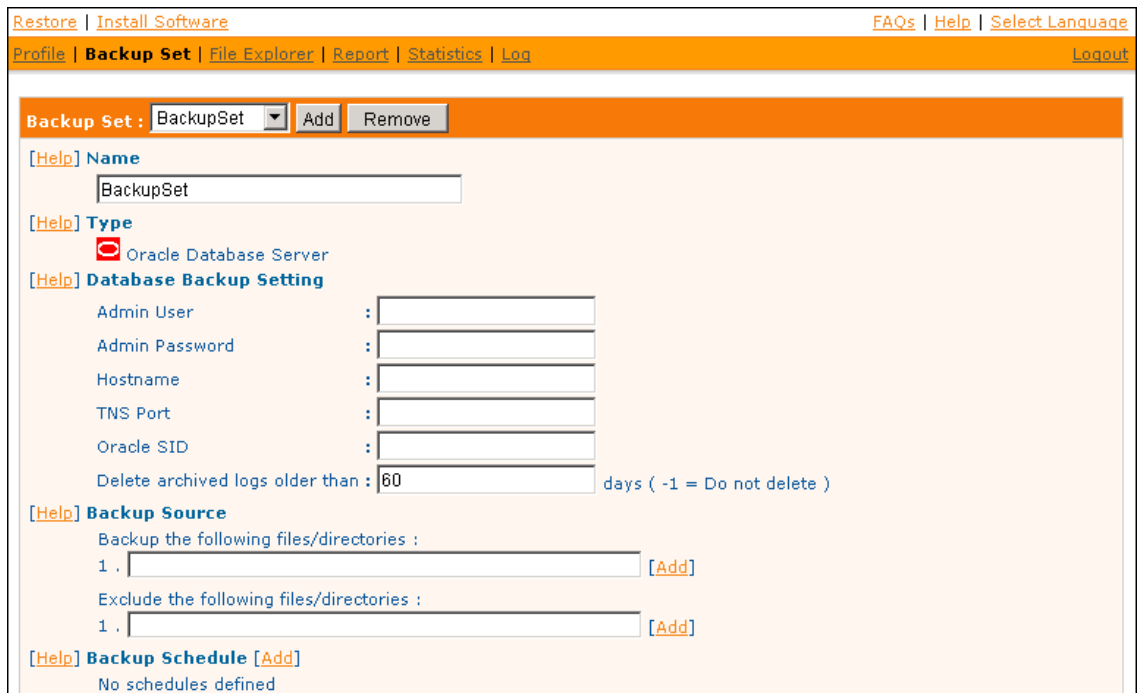 Restore | Install Software FAQs | Help | Select Language
Profile | Backup Set | File Explorer | Report | Statistics | Log Logout
Backup Set : BackupSet Add Remove
[Help] Name
BackupSet
[Help] Type
Oracle Database Server
[Help] Database Backup Setting
Admin User :
Admin Password :
Hostname :
TNS Port :
Oracle SID :
Delete archived logs older than : 60 days ( -1 = Do not delete )
[Help] Backup Source
Backup the following files/directories :
1 . [Add]
Exclude the following files/directories :
1 . [Add]
[Help] Backup Schedule [Add]
No schedules defined